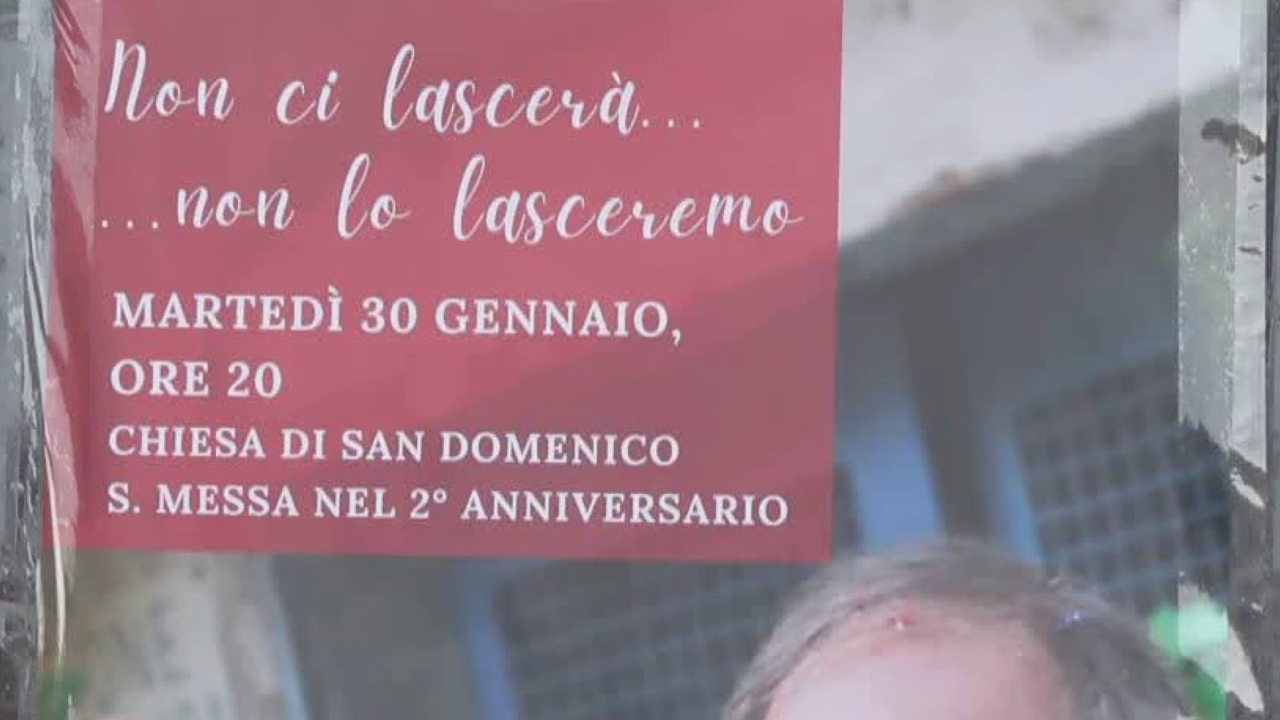 Non ci lascerà...
...non lo lasceremo
MARTEDÌ 30 GENNAIO,
ORE 20
CHIESA DI SAN DOMENICO
S. MESSA NEL 2° ANNIVERSARIO